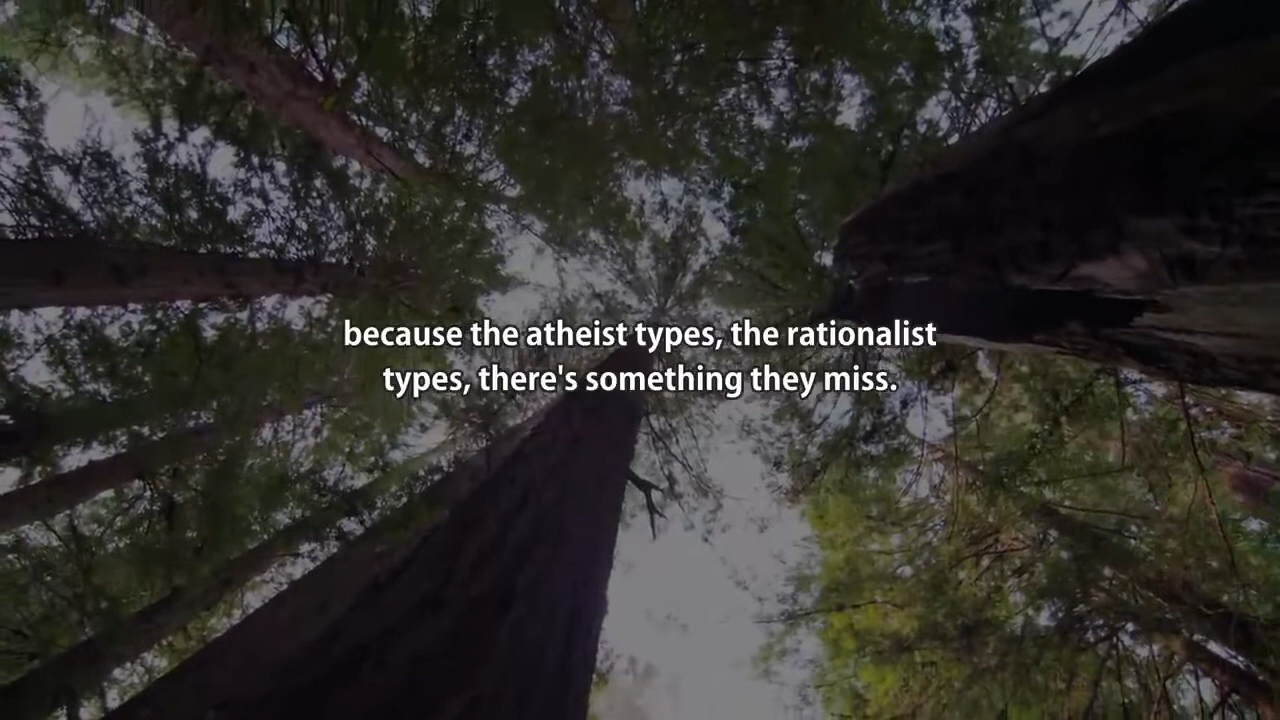 because the atheist types, the rationalist
types, there's something they miss.